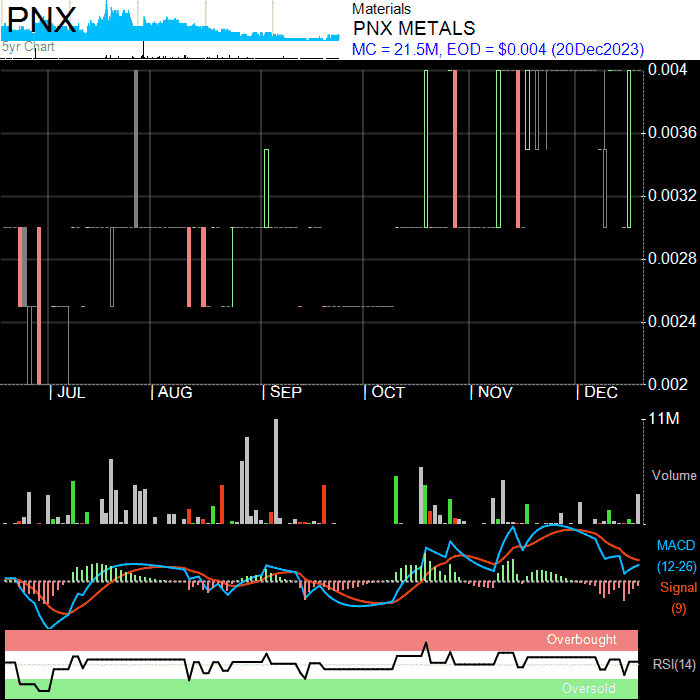 PNX
5yr Chart
Materials
PNX METALS
MC = 21.5M, EOD = $0.004 (20Dec2023)
0.004
0.0036
0.0032
0.0028
0.0024
0.002
JUL AUG SEP OCT NOV DEC
11M
Volume
MACD
(12-26)
Signal
(9)
Overbought
RSI(14)
Oversold